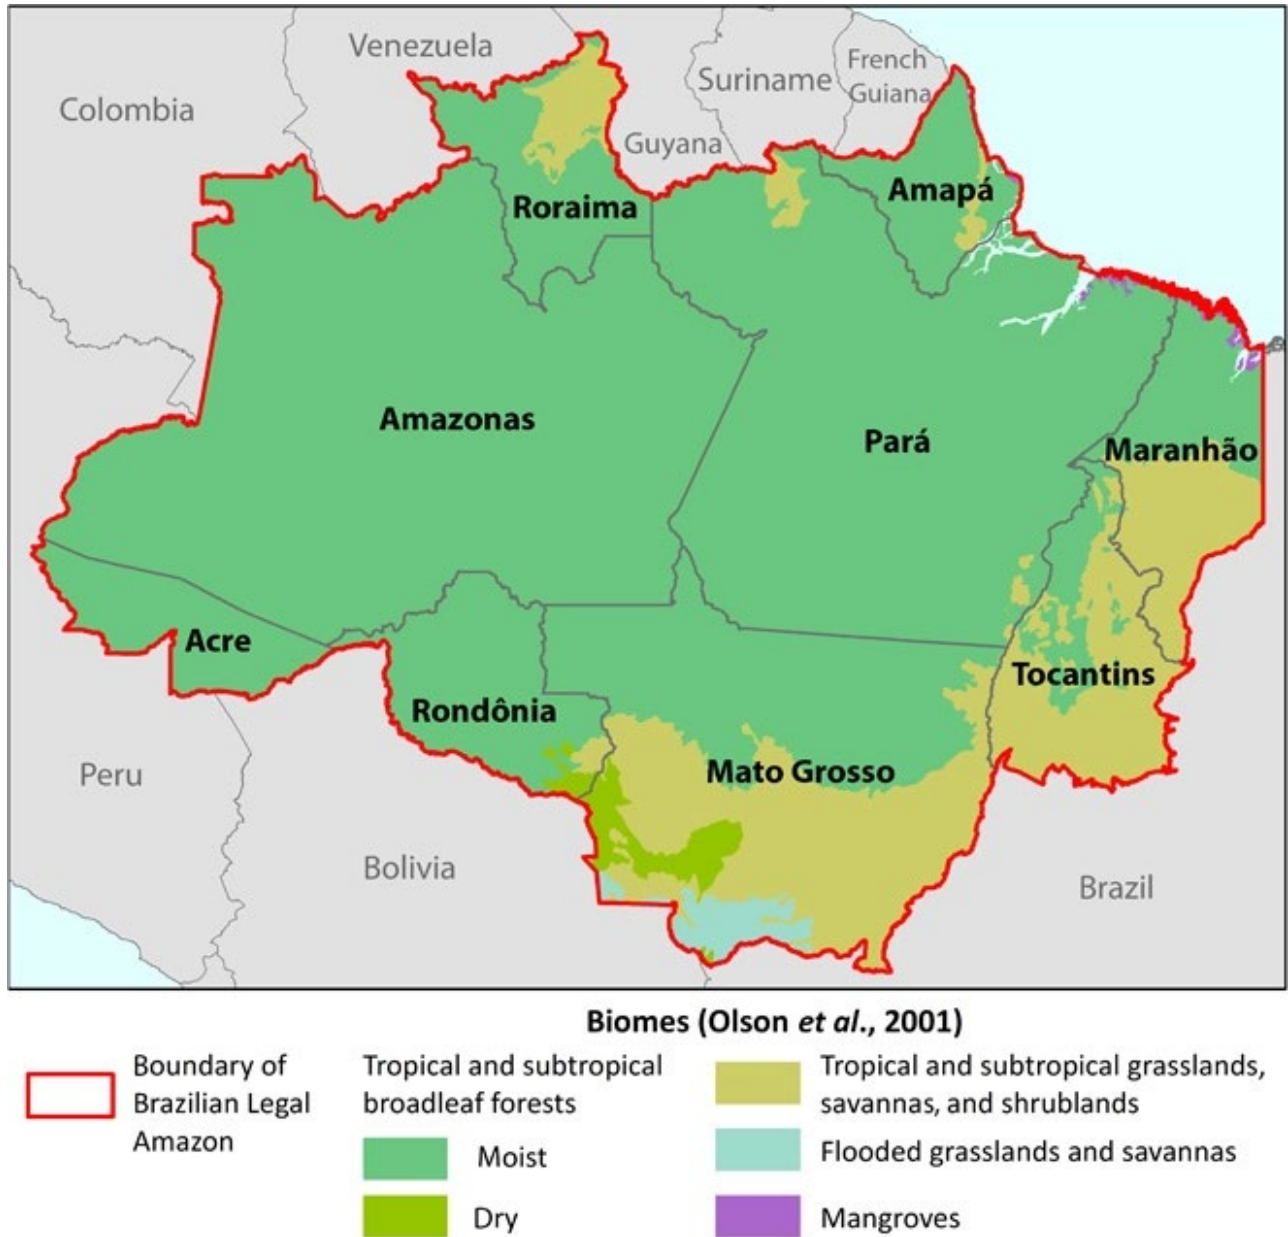 Venezuela
Colombia
Suriname
French
Guiana
Guyana
Roraima
Amapá
Amazonas
Pará
Maranhão
Acre
Rondônia
Tocantins
Mato Grosso
Peru
Bolivia
Brazil
Biomes (Olson et al., 2001)
Boundary of
Brazilian Legal
Amazon
Tropical and subtropical
broadleaf forests
Moist
Dry
Tropical and subtropical grasslands,
savannas, and shrublands
Flooded grasslands and savannas
Mangroves